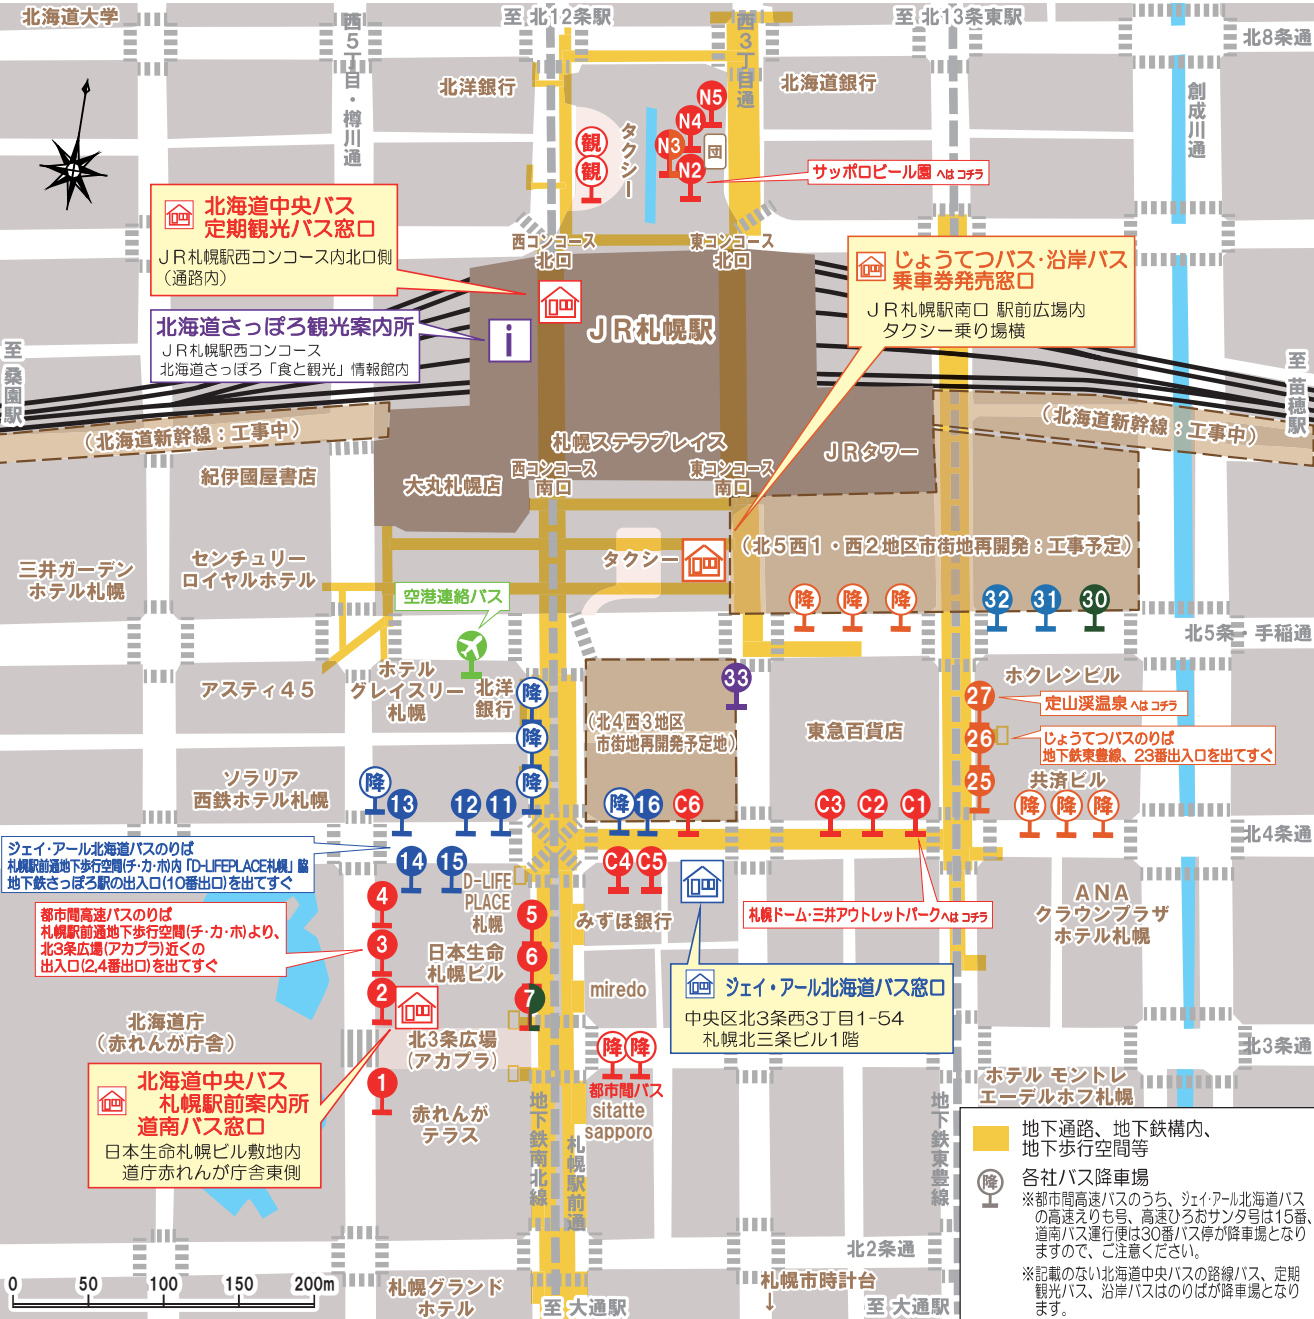 北海道大学
西5丁目・樽川通
至 北12条駅
西3丁目通
至 北13条東駅
北8条通
北洋銀行
北海道銀行
創成川通
タクシー
観
観
N5
N4
N3
N2
団
サッポロビール園 へは コチラ
北海道中央バス
定期観光バス窓口
JR札幌駅西コンコース内北口側
（通路内）
西コンコース
北口
東コンコース
北口
じょうてつバス・沿岸バス
乗車券発売窓口
JR札幌駅南口 駅前広場内
タクシー乗り場横
北海道さっぽろ観光案内所
JR札幌駅西コンコース
北海道さっぽろ「食と観光」情報館内
i
JR札幌駅
至 桑園駅
至 苗穂駅
（北海道新幹線：工事中）
（北海道新幹線：工事中）
札幌ステラプレイス
JRタワー
紀伊國屋書店
大丸札幌店
西コンコース
南口
東コンコース
南口
三井ガーデン
ホテル札幌
センチュリー
ロイヤルホテル
タクシー
（北5西1・西2地区市街地再開発：工事予定）
空港連絡バス
降
降
降
32
31
30
北5条・手稲通
アスティ45
ホテル
グレイスリー
札幌
北洋
銀行
降
降
降
（北4西3地区
市街地再開発予定地）
33
東急百貨店
ホクレンビル
27
定山渓温泉 へは コチラ
26
じょうてつバスのりば
地下鉄東豊線、23番出入口を出てすぐ
25
共済ビル
降
降
降
ソラリア
西鉄ホテル札幌
降
13
12
11
降
16
C6
C3
C2
C1
北4条通
ジェイ・アール北海道バスのりば
札幌駅前通地下歩行空間(チ・カ・ホ)内「D-LIFEPLACE札幌」脇
地下鉄さっぽろ駅の出入口(10番出口)を出てすぐ
14
15
C4
C5
D-LIFE
PLACE
札幌
都市間高速バスのりば
札幌駅前通地下歩行空間(チ・カ・ホ)より、
北3条広場(アカプラ)近くの
出入口(2,4番出口)を出てすぐ
4
3
2
5
6
7
みずほ銀行
札幌ドーム・三井アウトレットパークへは コチラ
ANA
クラウンプラザ
ホテル札幌
日本生命
札幌ビル
miredo
ジェイ・アール北海道バス窓口
中央区北3条西3丁目1-54
札幌北三条ビル1階
北海道庁
（赤れんが庁舎）
北3条広場
（アカプラ）
降
降
都市間バス
北3条通
sitatte
sapporo
ホテル モントレ
エーデルホフ札幌
北海道中央バス
札幌駅前案内所
道南バス窓口
日本生命札幌ビル敷地内
道庁赤れんが庁舎東側
1
赤れんが
テラス
地下鉄南北線
札幌駅前通
地下鉄東豊線
地下通路、地下鉄構内、
地下歩行空間等
降
各社バス降車場
※都市間高速バスのうち、ジェイ・アール北海道バス
の高速えりも号、高速ひろおサンタ号は15番、
道南バス運行便は30番バス停が降車場となり
ますので、ご注意ください。
※記載のない北海道中央バスの路線バス、定期
観光バス、沿岸バスはのりばが降車場となり
ます。
北2条通
0 50 100 150 200m
札幌グランド
ホテル
至 大通駅
札幌市時計台
↓
至 大通駅